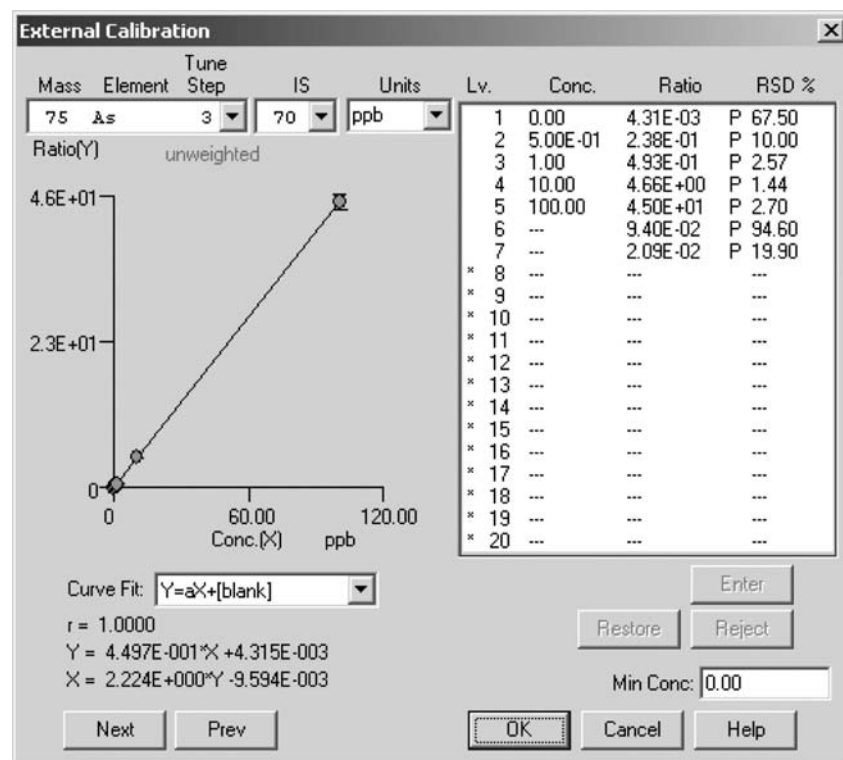 External Calibration
Tune
Mass Element Step IS Units Lv. Conc. Ratio RSD %
75 As 3 70 ppb
1 0.00 4.31E-03 P 67.50
2 5.00E-01 2.38E-01 P 10.00
3 1.00 4.93E-01 P 2.57
4 10.00 4.66E+00 P 1.44
5 100.00 4.50E+01 P 2.70
6 --- 9.40E-02 P 94.60
7 --- 2.09E-02 P 19.90
* 8 --- --- ---
* 9 --- --- ---
* 10 --- --- ---
* 11 --- --- ---
* 12 --- --- ---
* 13 --- --- ---
* 14 --- --- ---
* 15 --- --- ---
* 16 --- --- ---
* 17 --- --- ---
* 18 --- --- ---
* 19 --- --- ---
* 20 --- --- ---
Ratio(Y) unweighted
4.6E+01
2.3E+01
0
0 60.00 120.00
Conc.(X) ppb
Curve Fit: Y=aX+[blank]
r = 1.0000
Y = 4.497E-001*X +4.315E-003
X = 2.224E+000*Y -9.594E-003
Enter
Restore Reject
Min Conc: 0.00
Next Prev OK Cancel Help